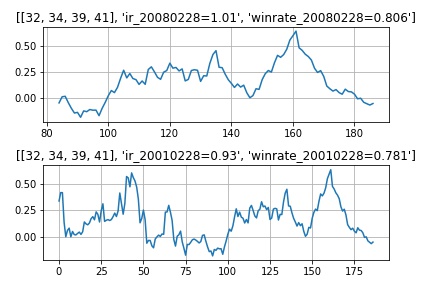 [[32, 34, 39, 41], 'ir_20080228=1.01', 'winrate_20080228=0.806']
0.50
0.25
0.00
80 100 120 140 160 180
[[32, 34, 39, 41], 'ir_20010228=0.93', 'winrate_20010228=0.781']
0.50
0.25
0.00
0 25 50 75 100 125 150 175